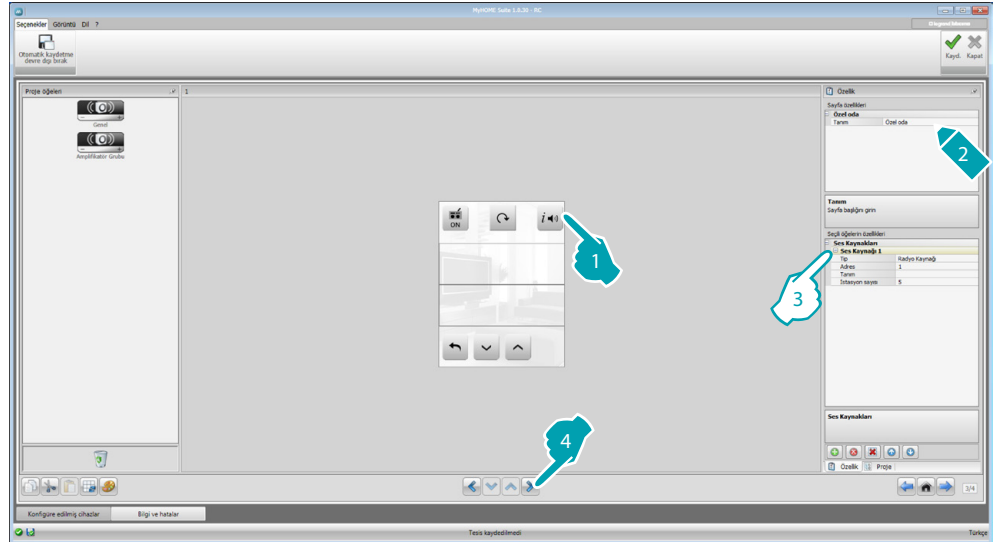 MyHOME Suite 1.0.30 - TiC
Seçenekler Görüntü Dil ?
Otomatik kaydetme
devre dışı bırak
Kayd. Kapat
Proje öğeleri
1
Özellik
Genel
Amplifikatör Grubu
Sayfa özellikleri
Özel oda
Tanım Özel oda
2
Tanım
Sayfa başlığını girin
ON
i
1
Seçili öğelerin özellikleri
Ses Kaynakları
Ses Kaynağı 1
Tip Radyo Kaynağı
Adres 1
Tanım
İstasyon sayısı 5
3
Ses Kaynakları
4
Özellik Proje
3/4
Konfigüre edilmiş cihazlar Bilgi ve hatalar
Tesis kaydedilmedi
Türkçe